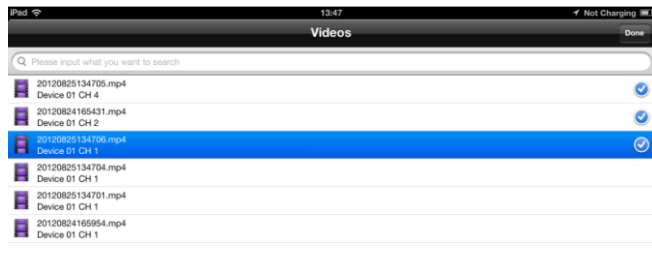 iPad 13:47 Not Charging
Videos Done
Please input what you want to search
20120825134705.mp4
Device 01 CH 4
20120824165431.mp4
Device 01 CH 2
20120825134706.mp4
Device 01 CH 1
20120825134704.mp4
Device 01 CH 1
20120825134701.mp4
Device 01 CH 1
20120824165954.mp4
Device 01 CH 1